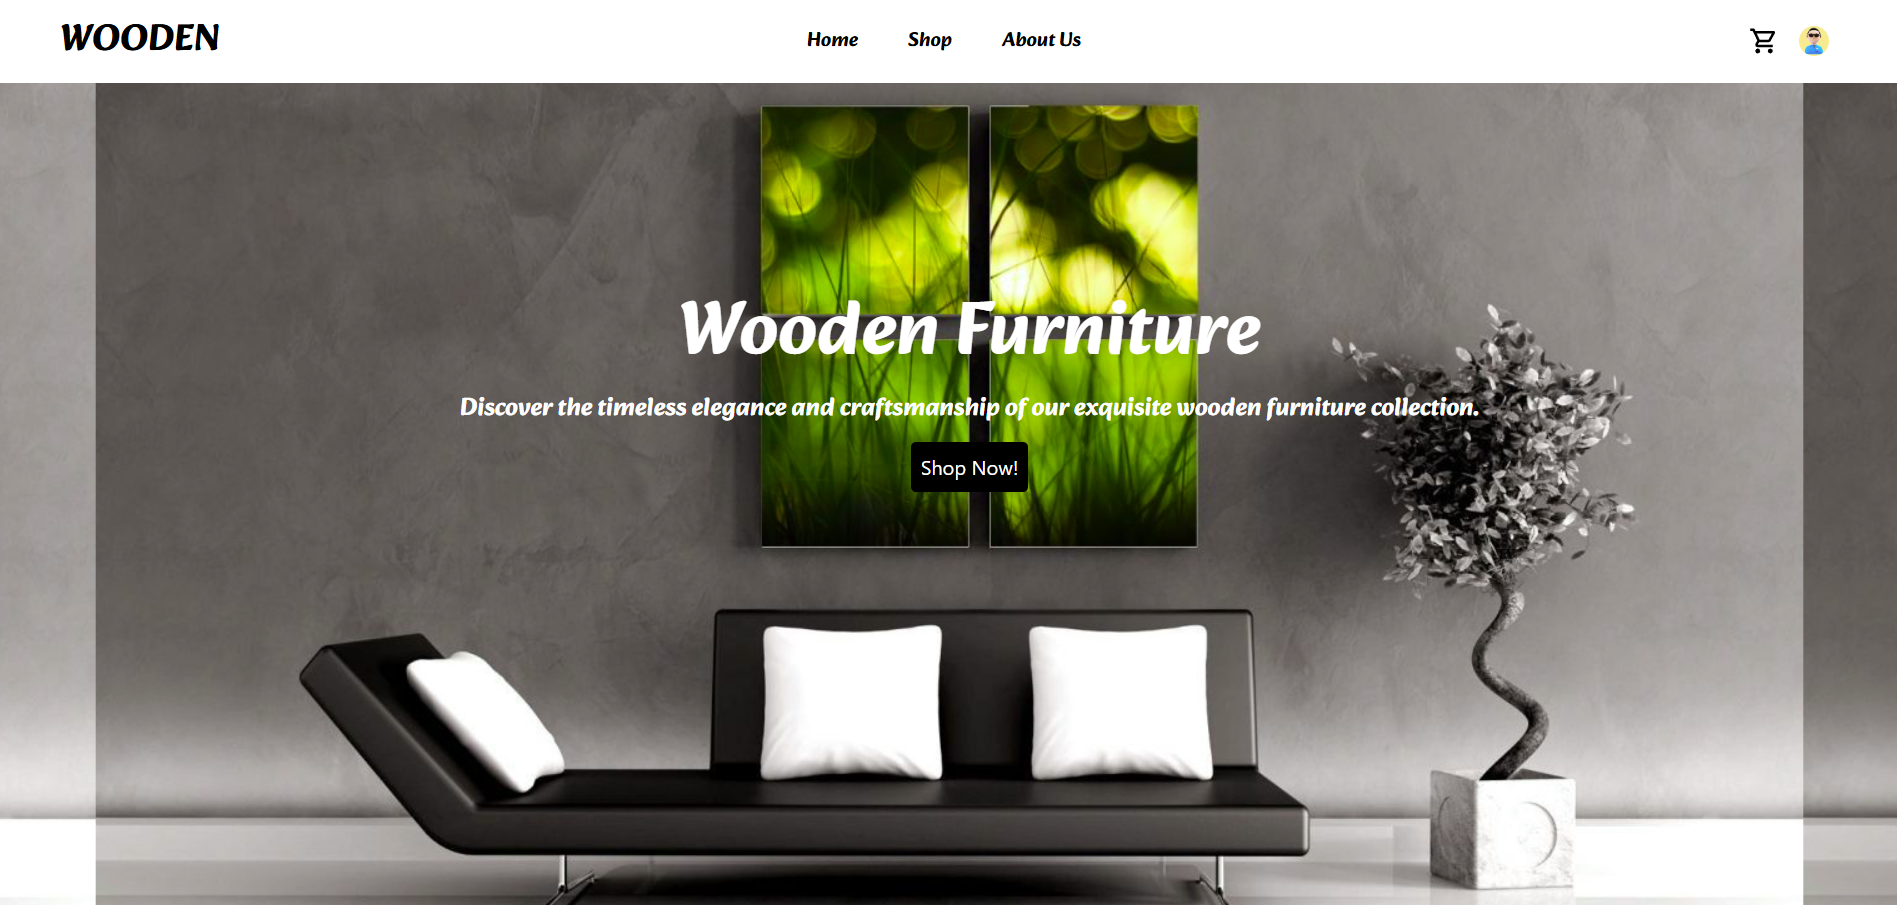 WOODEN
Home
Shop
About Us
Wooden Furniture
Discover the timeless elegance and craftsmanship of our exquisite wooden furniture collection.
Shop Now!